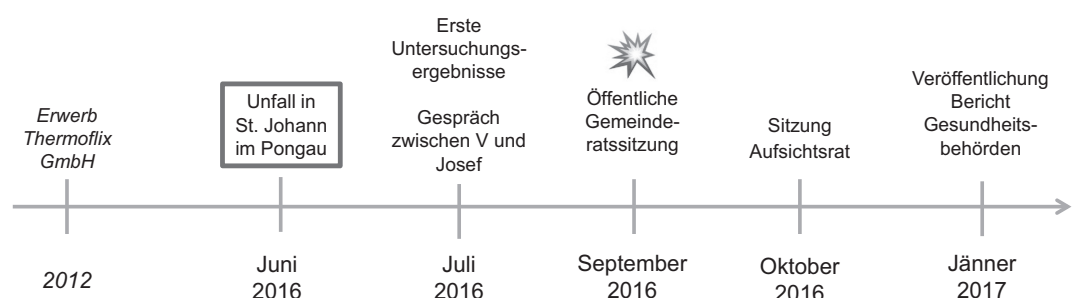 Erwerb
Thermoflix
GmbH
2012
Unfall in
St. Johann
im Pongau
Juni
2016
Erste
Untersuchungs-
ergebnisse
Gespräch
zwischen V und
Josef
Juli
2016
Öffentliche
Gemeinde-
ratssitzung
September
2016
Sitzung
Aufsichtsrat
Oktober
2016
Veröffentlichung
Bericht
Gesundheits-
behörden
Jänner
2017